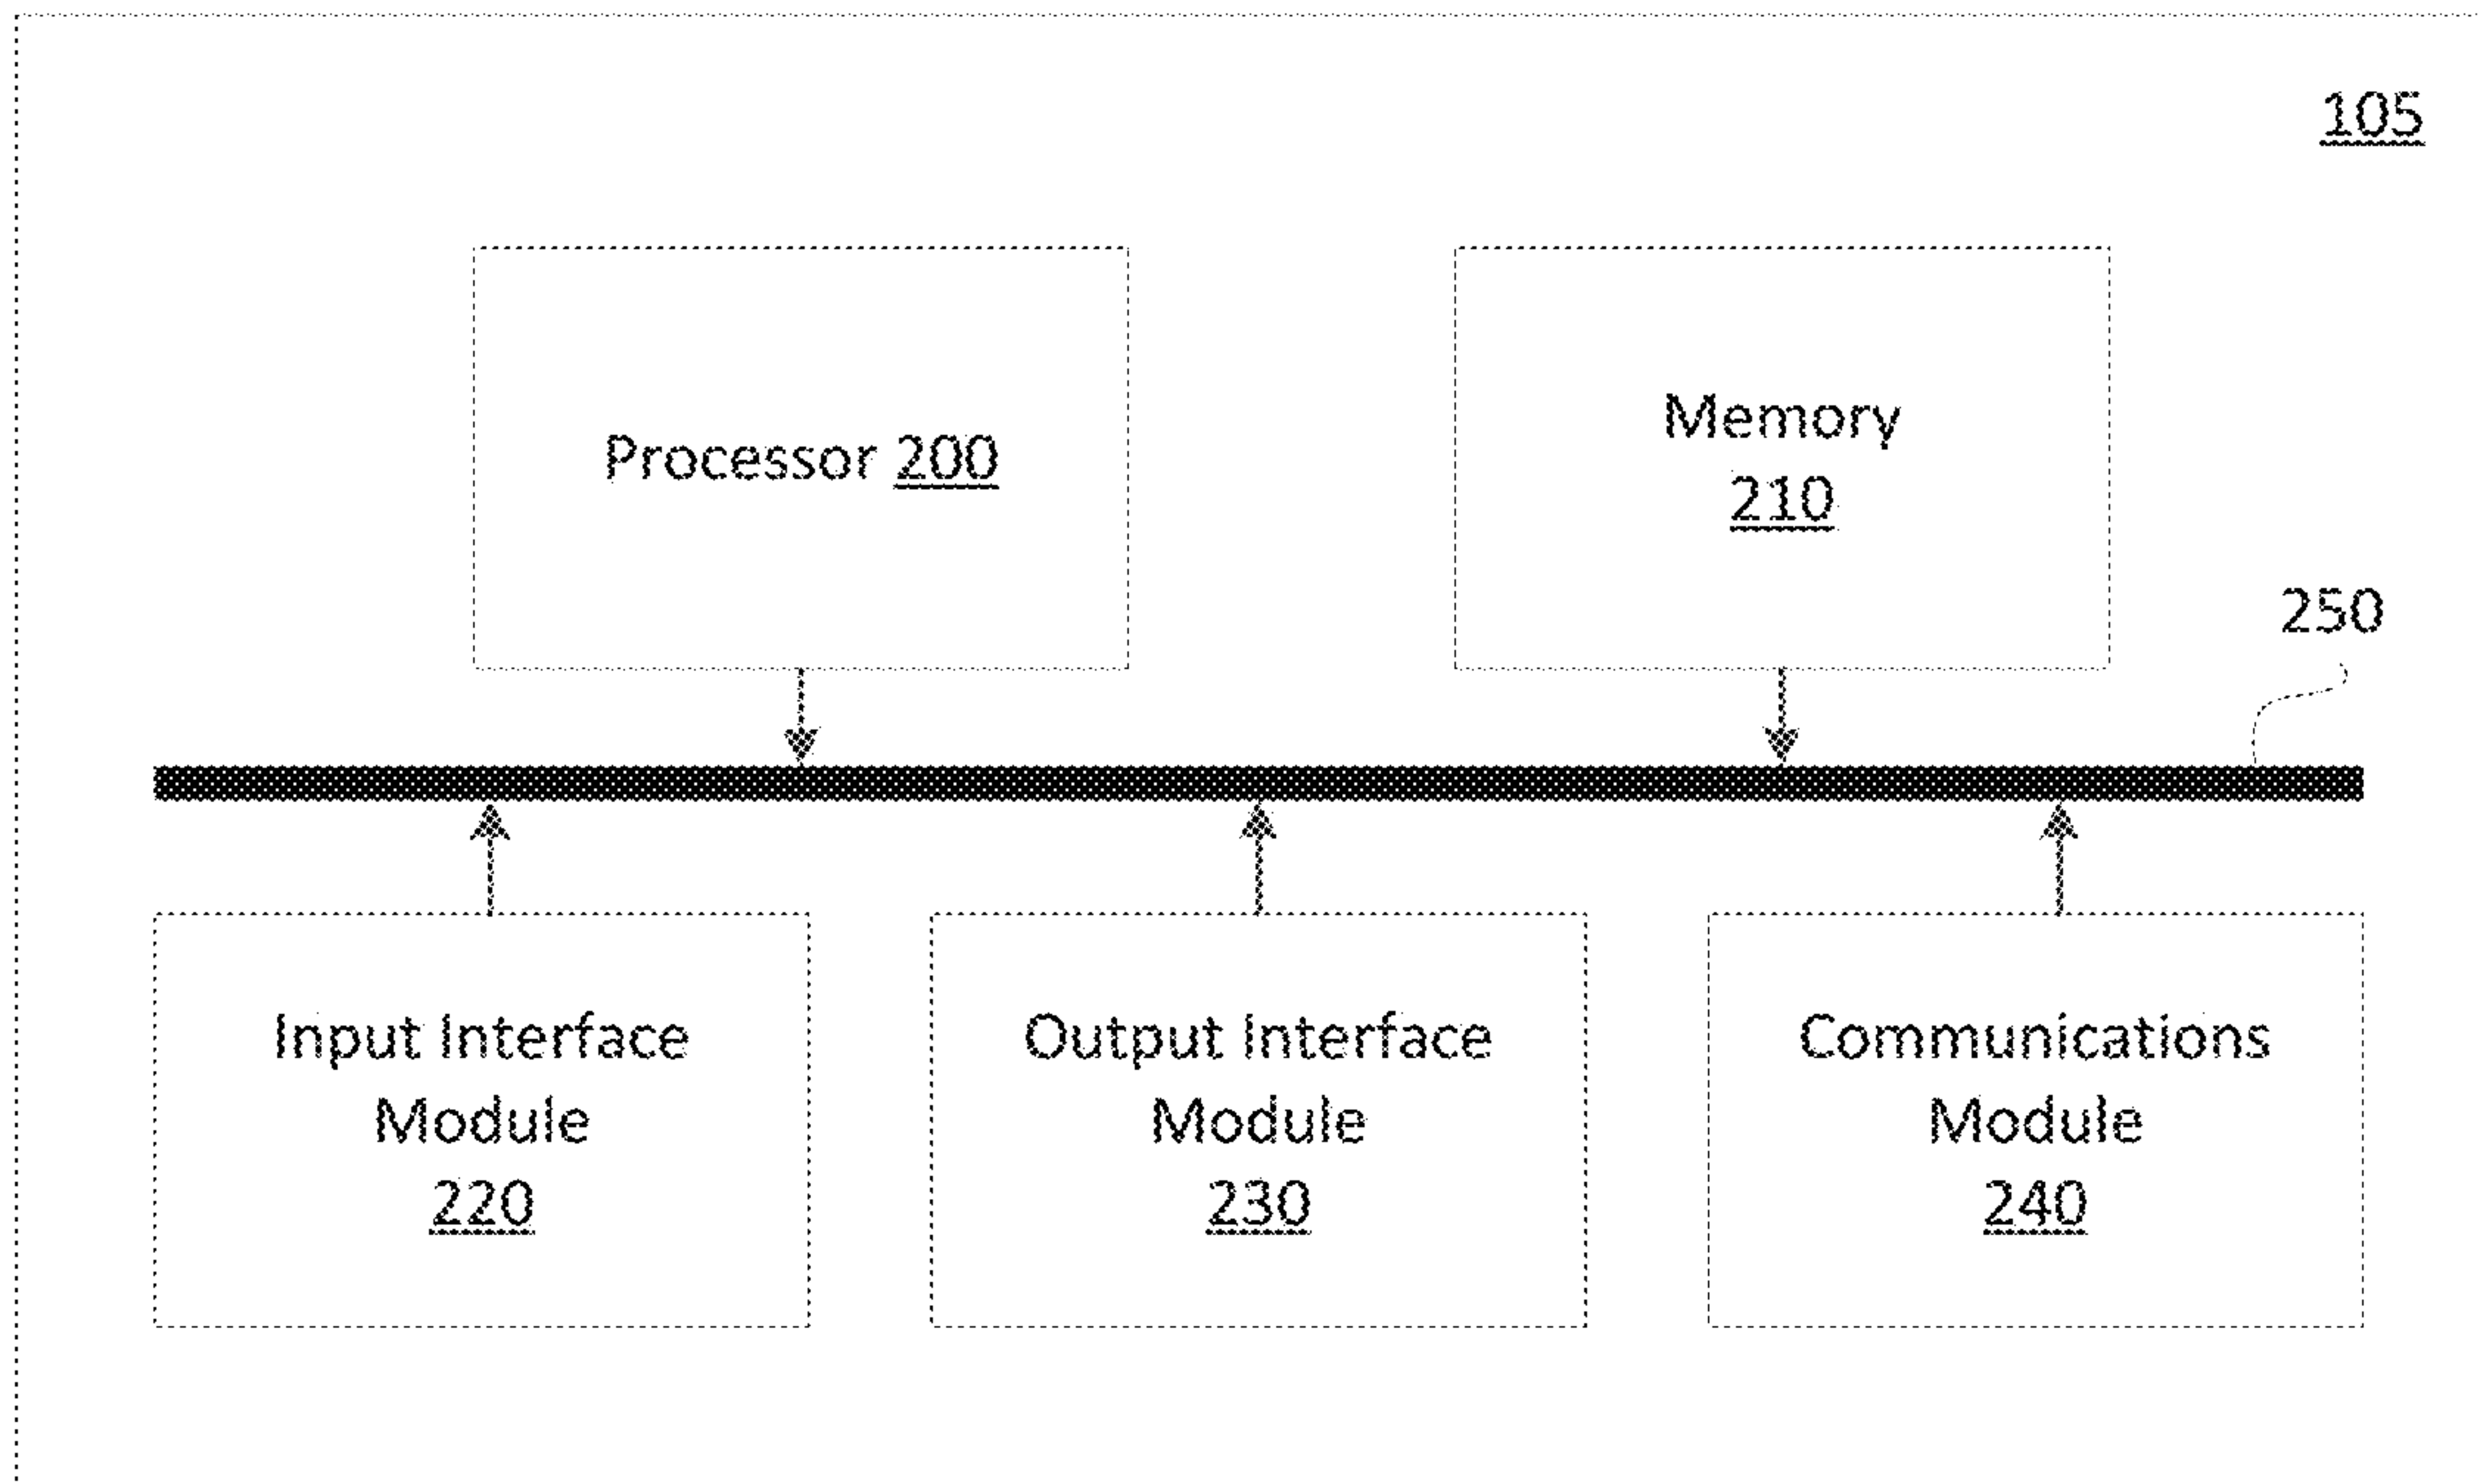 105
Processor 200
Memory
210
250
Input Interface
Module
220
Output Interface
Module
230
Communications
Module
240